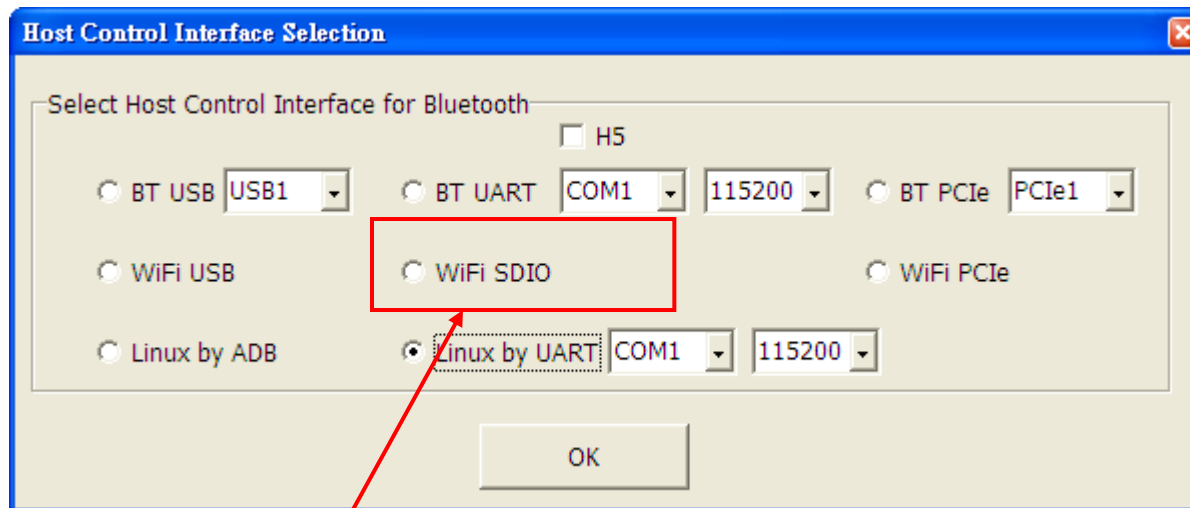 Host Control Interface Selection
Select Host Control Interface for Bluetooth
H5
BT USB USB1 BT UART COM1 115200 BT PCIe PCIe1
WiFi USB WiFi SDIO WiFi PCIe
Linux by ADB Linux by UART COM1 115200
OK